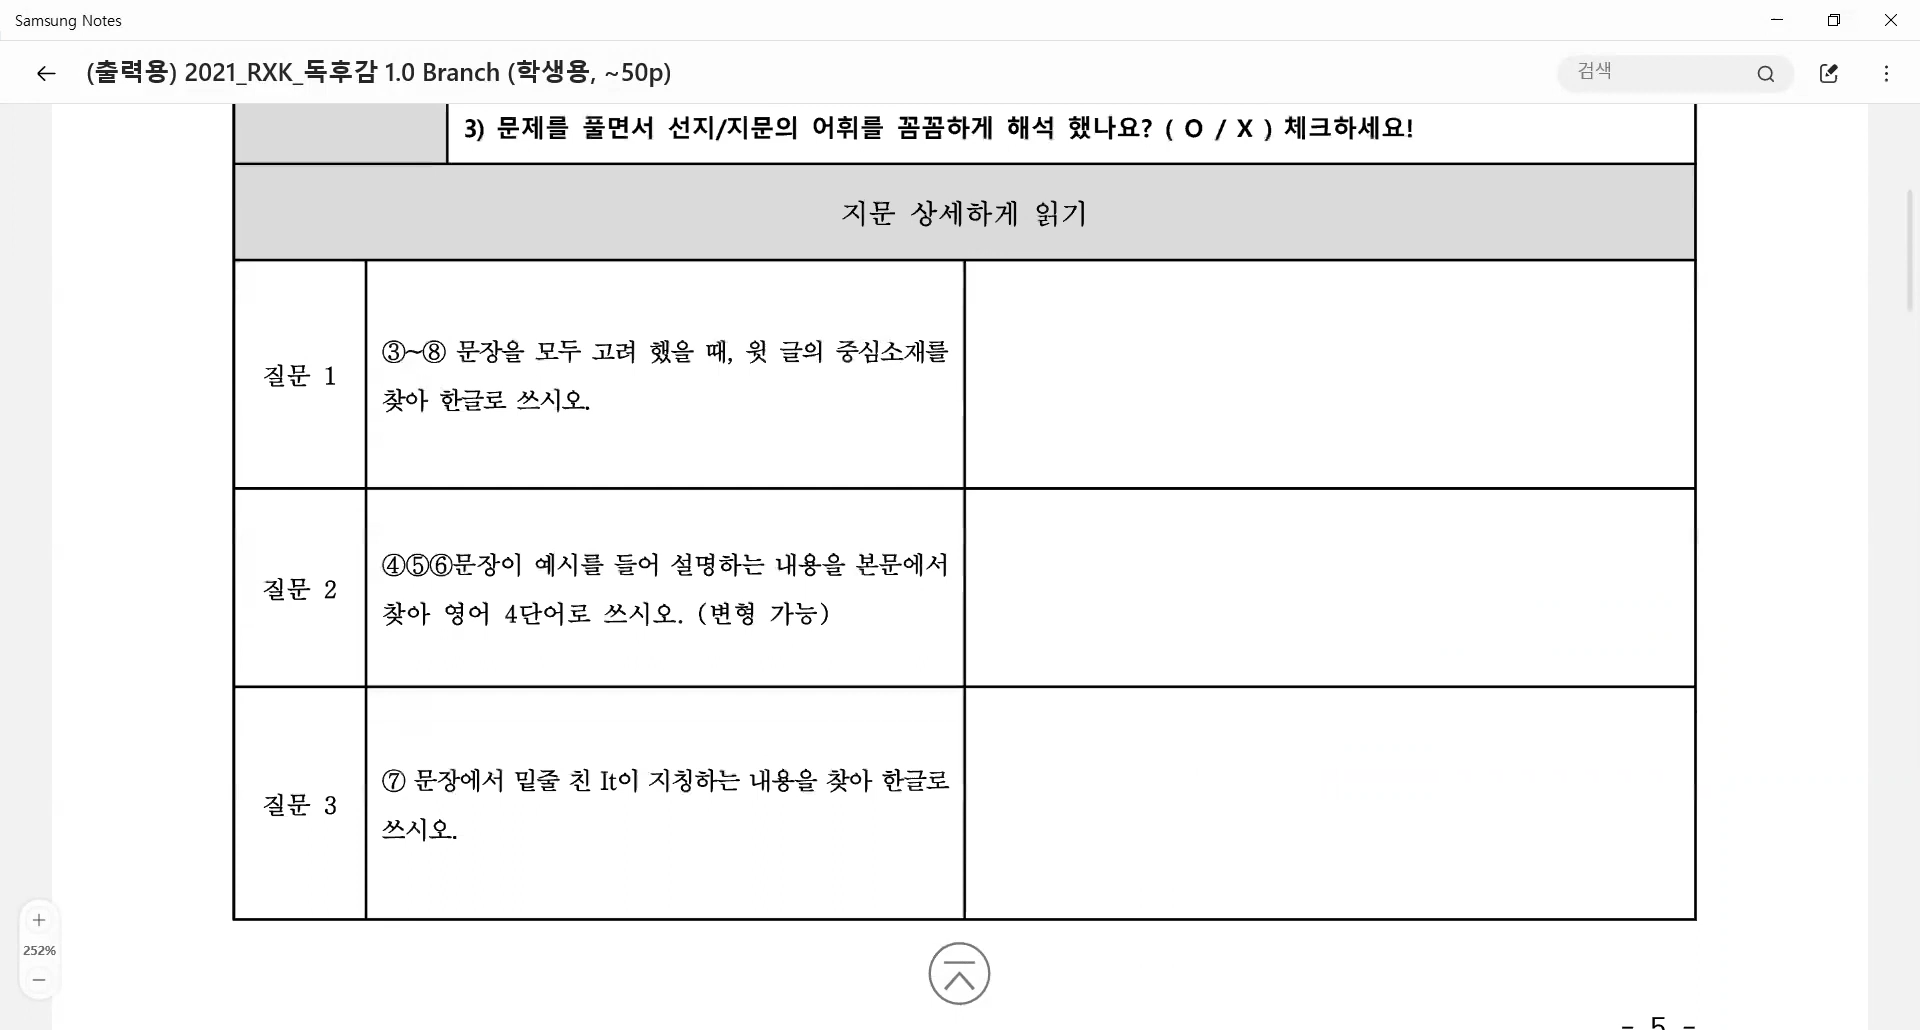 Samsung Notes
(출력용) 2021_RXK_독후감 1.0 Branch (학생용, ~50p)
검색
3) 문제를 풀면서 선지/지문의 어휘를 꼼꼼하게 해석 했나요? ( O / X ) 체크하세요!
지문 상세하게 읽기
질문 1
③~⑧ 문장을 모두 고려 했을 때, 윗 글의 중심소재를
찾아 한글로 쓰시오.
질문 2
④⑤⑥문장이 예시를 들어 설명하는 내용을 본문에서
찾아 영어 4단어로 쓰시오. (변형 가능)
질문 3
⑦ 문장에서 밑줄 친 It이 지칭하는 내용을 찾아 한글로
쓰시오.
252%
- 5 -